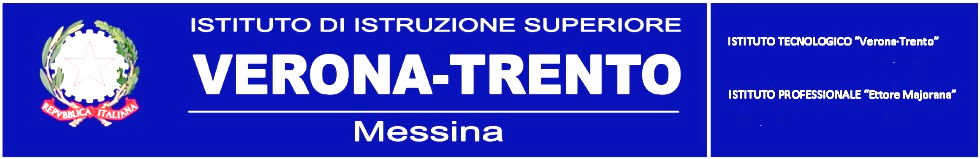 ISTITUTO DI ISTRUZIONE SUPERIORE
VERONA-TRENTO
Messina
REPVBBLICA ITALIANA
ISTITUTO TECNOLOGICO “Verona-Trento”
ISTITUTO PROFESSIONALE “Ettore Majorana”